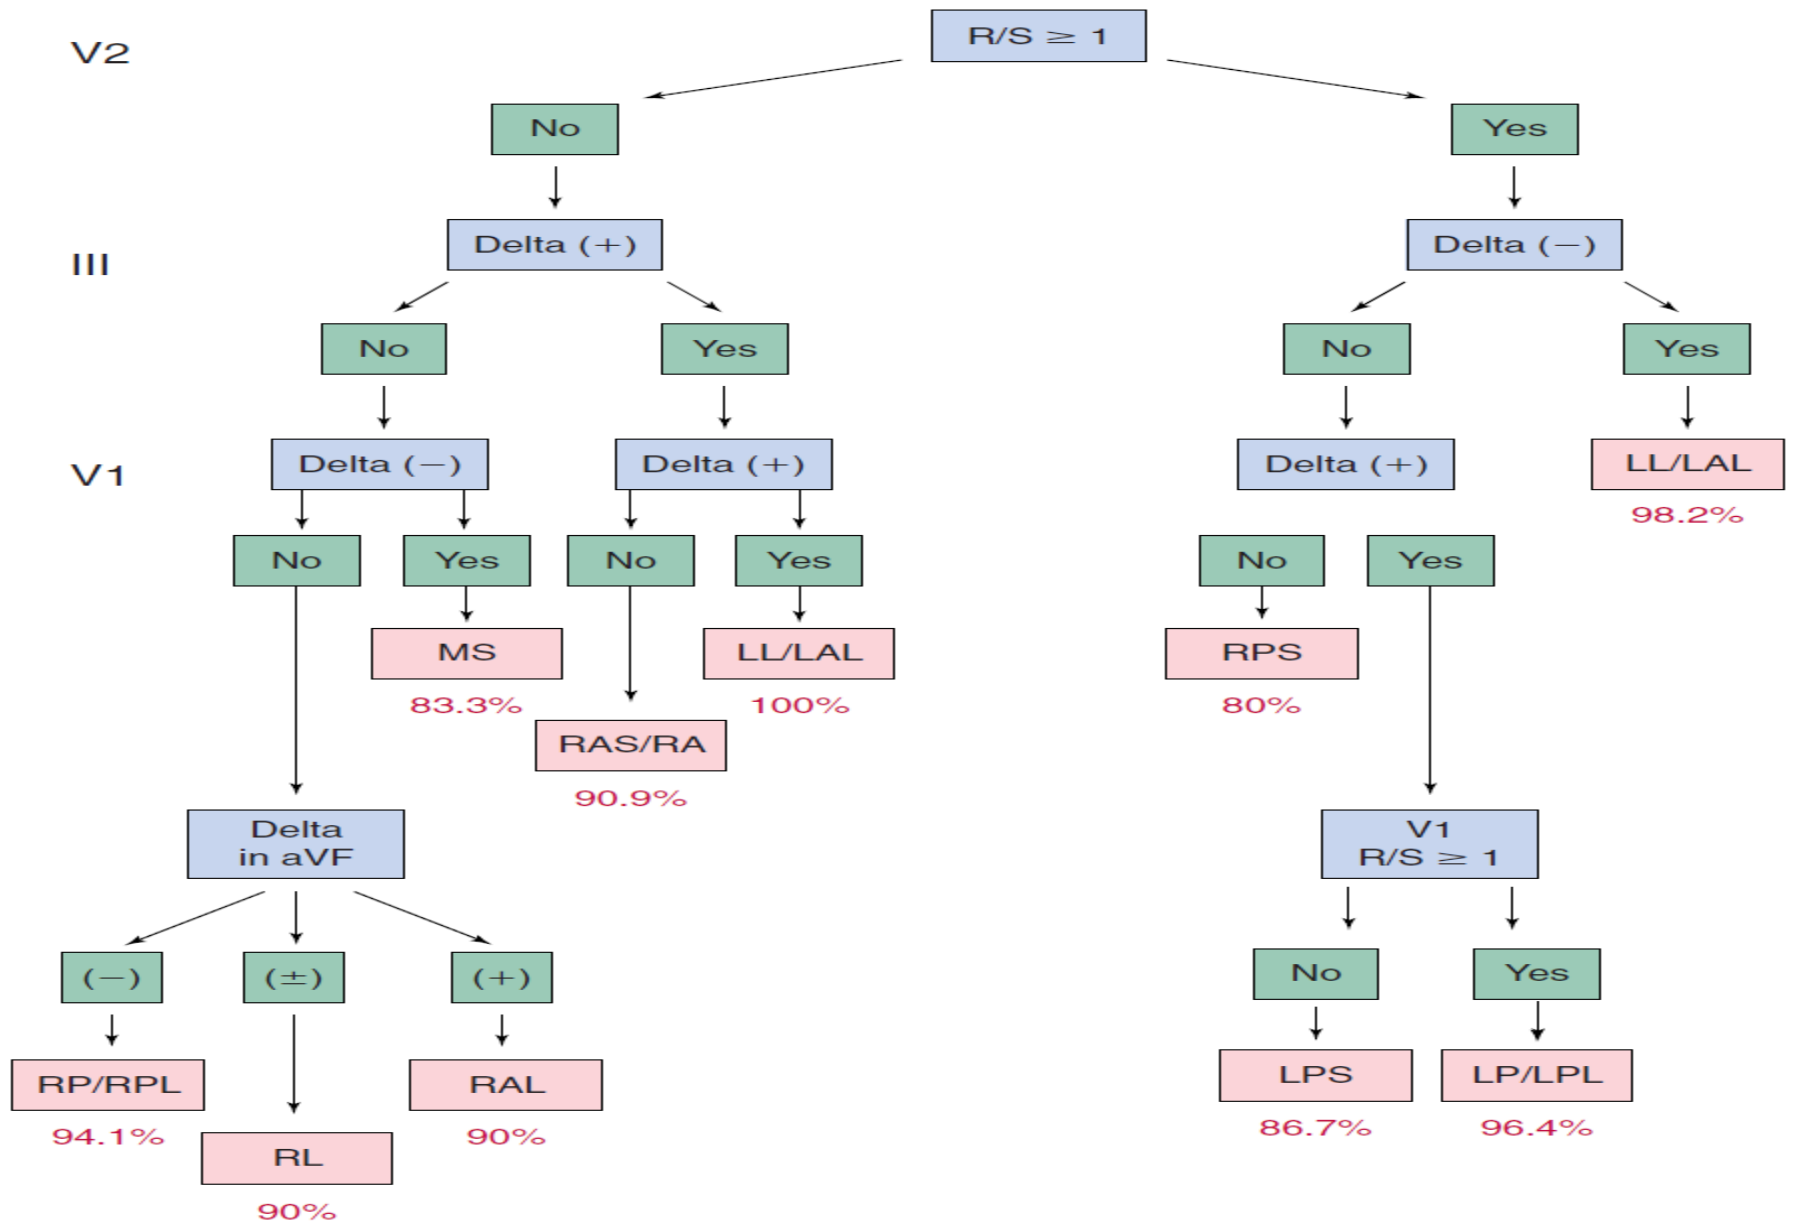 V2
R/S ≥ 1
No
Yes
III
Delta (+)
Delta (−)
No
Yes
No
Yes
V1
Delta (−)
Delta (+)
Delta (+)
LL/LAL
98.2%
No
Yes
No
Yes
No
Yes
MS
83.3%
LL/LAL
100%
RPS
80%
RAS/RA
90.9%
Delta
in aVF
V1
R/S ≥ 1
(−)
(±)
(+)
No
Yes
RP/RPL
94.1%
RAL
90%
LPS
86.7%
LP/LPL
96.4%
RL
90%